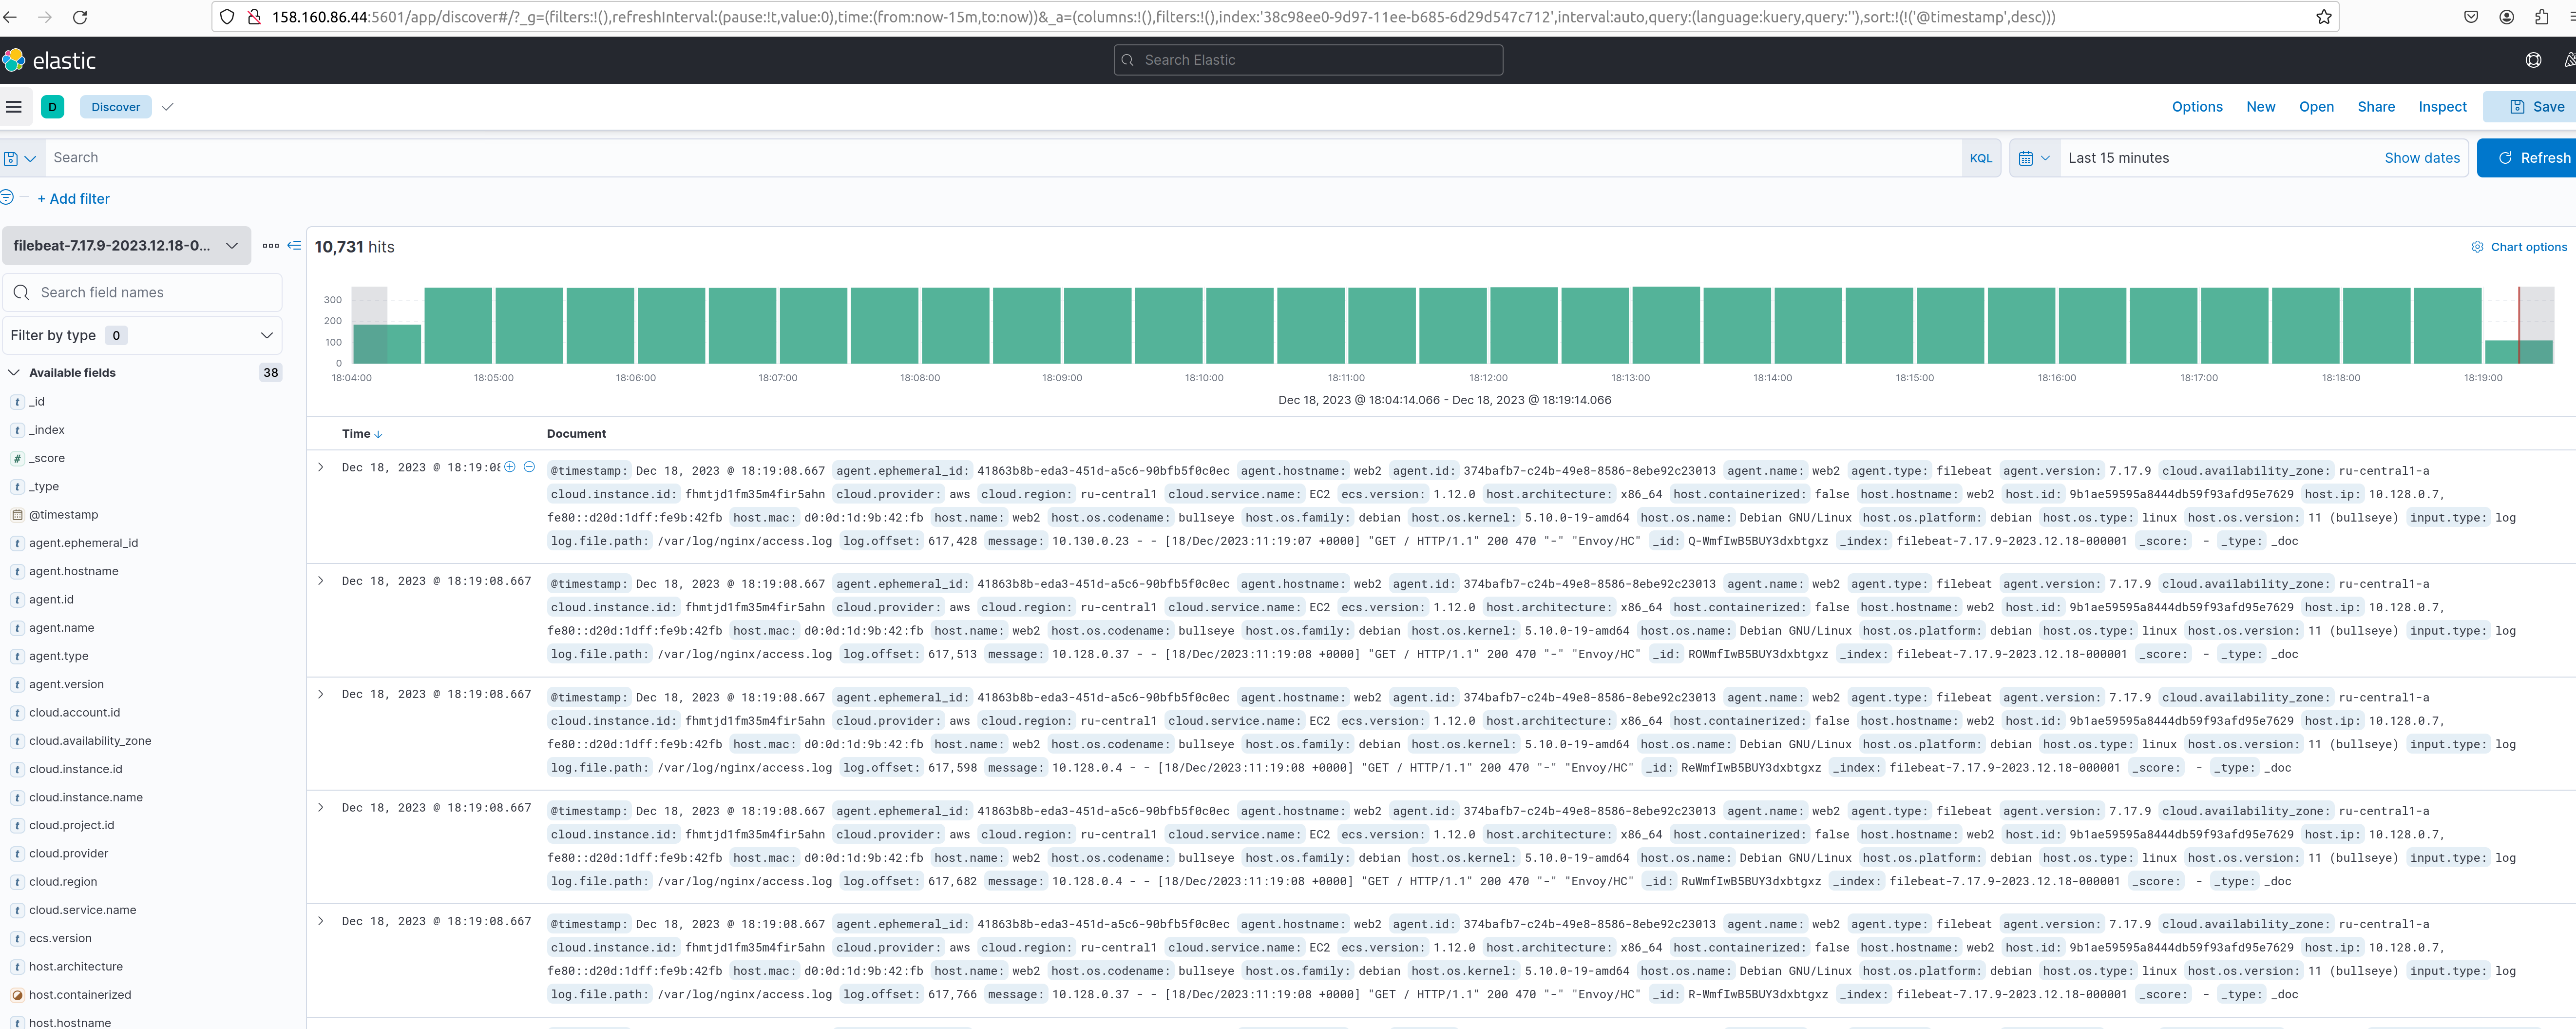 158.160.86.44:5601/app/discover#/?_g=(filters:!(),refreshInterval:(pause:!t,value:0),time:(from:now-15m,to:now))&_a=(columns:!(),filters:!(),index:'38c98ee0-9d97-11ee-b685-6d29d547c712',interval:auto,query:(language:kuery,query:''),sort:!(!('@timestamp',desc)))
elastic
Search Elastic
D Discover
Options New Open Share Inspect Save
Search KQL Last 15 minutes Show dates Refresh
+ Add filter
filebeat-7.17.9-2023.12.18-0...
Search field names
Filter by type 0
Available fields 38
_id
_index
_score
_type
@timestamp
agent.ephemeral_id
agent.hostname
agent.id
agent.name
agent.type
agent.version
cloud.account.id
cloud.availability_zone
cloud.instance.id
cloud.instance.name
cloud.project.id
cloud.provider
cloud.region
cloud.service.name
ecs.version
host.architecture
host.containerized
host.hostname
10,731 hits
Chart options
300
200
100
0
18:04:00 18:05:00 18:06:00 18:07:00 18:08:00 18:09:00 18:10:00 18:11:00 18:12:00 18:13:00 18:14:00 18:15:00 18:16:00 18:17:00 18:18:00 18:19:00
Dec 18, 2023 @ 18:04:14.066 - Dec 18, 2023 @ 18:19:14.066
Time Document
Dec 18, 2023 @ 18:19:08 @timestamp: Dec 18, 2023 @ 18:19:08.667 agent.ephemeral_id: 41863b8b-eda3-451d-a5c6-90bfb5f0c0ec agent.hostname: web2 agent.id: 374bafb7-c24b-49e8-8586-8ebe92c23013 agent.name: web2 agent.type: filebeat agent.version: 7.17.9 cloud.availability_zone: ru-central1-a
cloud.instance.id: fhmtjd1fm35m4fir5ahn cloud.provider: aws cloud.region: ru-central1 cloud.service.name: EC2 ecs.version: 1.12.0 host.architecture: x86_64 host.containerized: false host.hostname: web2 host.id: 9b1ae59595a8444db59f93afd95e7629 host.ip: 10.128.0.7,
fe80::d20d:1dff:fe9b:42fb host.mac: d0:0d:1d:9b:42:fb host.name: web2 host.os.codename: bullseye host.os.family: debian host.os.kernel: 5.10.0-19-amd64 host.os.name: Debian GNU/Linux host.os.platform: debian host.os.type: linux host.os.version: 11 (bullseye) input.type: log
log.file.path: /var/log/nginx/access.log log.offset: 617,428 message: 10.130.0.23 - - [18/Dec/2023:11:19:07 +0000] "GET / HTTP/1.1" 200 470 "-" "Envoy/HC" _id: Q-WmfIwB5BUY3dxbtgxz _index: filebeat-7.17.9-2023.12.18-000001 _score: - _type: _doc
Dec 18, 2023 @ 18:19:08.667 @timestamp: Dec 18, 2023 @ 18:19:08.667 agent.ephemeral_id: 41863b8b-eda3-451d-a5c6-90bfb5f0c0ec agent.hostname: web2 agent.id: 374bafb7-c24b-49e8-8586-8ebe92c23013 agent.name: web2 agent.type: filebeat agent.version: 7.17.9 cloud.availability_zone: ru-central1-a
cloud.instance.id: fhmtjd1fm35m4fir5ahn cloud.provider: aws cloud.region: ru-central1 cloud.service.name: EC2 ecs.version: 1.12.0 host.architecture: x86_64 host.containerized: false host.hostname: web2 host.id: 9b1ae59595a8444db59f93afd95e7629 host.ip: 10.128.0.7,
fe80::d20d:1dff:fe9b:42fb host.mac: d0:0d:1d:9b:42:fb host.name: web2 host.os.codename: bullseye host.os.family: debian host.os.kernel: 5.10.0-19-amd64 host.os.name: Debian GNU/Linux host.os.platform: debian host.os.type: linux host.os.version: 11 (bullseye) input.type: log
log.file.path: /var/log/nginx/access.log log.offset: 617,513 message: 10.128.0.37 - - [18/Dec/2023:11:19:08 +0000] "GET / HTTP/1.1" 200 470 "-" "Envoy/HC" _id: ROWmfIwB5BUY3dxbtgxz _index: filebeat-7.17.9-2023.12.18-000001 _score: - _type: _doc
Dec 18, 2023 @ 18:19:08.667 @timestamp: Dec 18, 2023 @ 18:19:08.667 agent.ephemeral_id: 41863b8b-eda3-451d-a5c6-90bfb5f0c0ec agent.hostname: web2 agent.id: 374bafb7-c24b-49e8-8586-8ebe92c23013 agent.name: web2 agent.type: filebeat agent.version: 7.17.9 cloud.availability_zone: ru-central1-a
cloud.instance.id: fhmtjd1fm35m4fir5ahn cloud.provider: aws cloud.region: ru-central1 cloud.service.name: EC2 ecs.version: 1.12.0 host.architecture: x86_64 host.containerized: false host.hostname: web2 host.id: 9b1ae59595a8444db59f93afd95e7629 host.ip: 10.128.0.7,
fe80::d20d:1dff:fe9b:42fb host.mac: d0:0d:1d:9b:42:fb host.name: web2 host.os.codename: bullseye host.os.family: debian host.os.kernel: 5.10.0-19-amd64 host.os.name: Debian GNU/Linux host.os.platform: debian host.os.type: linux host.os.version: 11 (bullseye) input.type: log
log.file.path: /var/log/nginx/access.log log.offset: 617,598 message: 10.128.0.4 - - [18/Dec/2023:11:19:08 +0000] "GET / HTTP/1.1" 200 470 "-" "Envoy/HC" _id: ReWmfIwB5BUY3dxbtgxz _index: filebeat-7.17.9-2023.12.18-000001 _score: - _type: _doc
Dec 18, 2023 @ 18:19:08.667 @timestamp: Dec 18, 2023 @ 18:19:08.667 agent.ephemeral_id: 41863b8b-eda3-451d-a5c6-90bfb5f0c0ec agent.hostname: web2 agent.id: 374bafb7-c24b-49e8-8586-8ebe92c23013 agent.name: web2 agent.type: filebeat agent.version: 7.17.9 cloud.availability_zone: ru-central1-a
cloud.instance.id: fhmtjd1fm35m4fir5ahn cloud.provider: aws cloud.region: ru-central1 cloud.service.name: EC2 ecs.version: 1.12.0 host.architecture: x86_64 host.containerized: false host.hostname: web2 host.id: 9b1ae59595a8444db59f93afd95e7629 host.ip: 10.128.0.7,
fe80::d20d:1dff:fe9b:42fb host.mac: d0:0d:1d:9b:42:fb host.name: web2 host.os.codename: bullseye host.os.family: debian host.os.kernel: 5.10.0-19-amd64 host.os.name: Debian GNU/Linux host.os.platform: debian host.os.type: linux host.os.version: 11 (bullseye) input.type: log
log.file.path: /var/log/nginx/access.log log.offset: 617,682 message: 10.128.0.4 - - [18/Dec/2023:11:19:08 +0000] "GET / HTTP/1.1" 200 470 "-" "Envoy/HC" _id: RuWmfIwB5BUY3dxbtgxz _index: filebeat-7.17.9-2023.12.18-000001 _score: - _type: _doc
Dec 18, 2023 @ 18:19:08.667 @timestamp: Dec 18, 2023 @ 18:19:08.667 agent.ephemeral_id: 41863b8b-eda3-451d-a5c6-90bfb5f0c0ec agent.hostname: web2 agent.id: 374bafb7-c24b-49e8-8586-8ebe92c23013 agent.name: web2 agent.type: filebeat agent.version: 7.17.9 cloud.availability_zone: ru-central1-a
cloud.instance.id: fhmtjd1fm35m4fir5ahn cloud.provider: aws cloud.region: ru-central1 cloud.service.name: EC2 ecs.version: 1.12.0 host.architecture: x86_64 host.containerized: false host.hostname: web2 host.id: 9b1ae59595a8444db59f93afd95e7629 host.ip: 10.128.0.7,
fe80::d20d:1dff:fe9b:42fb host.mac: d0:0d:1d:9b:42:fb host.name: web2 host.os.codename: bullseye host.os.family: debian host.os.kernel: 5.10.0-19-amd64 host.os.name: Debian GNU/Linux host.os.platform: debian host.os.type: linux host.os.version: 11 (bullseye) input.type: log
log.file.path: /var/log/nginx/access.log log.offset: 617,766 message: 10.128.0.37 - - [18/Dec/2023:11:19:08 +0000] "GET / HTTP/1.1" 200 470 "-" "Envoy/HC" _id: R-WmfIwB5BUY3dxbtgxz _index: filebeat-7.17.9-2023.12.18-000001 _score: - _type: _doc